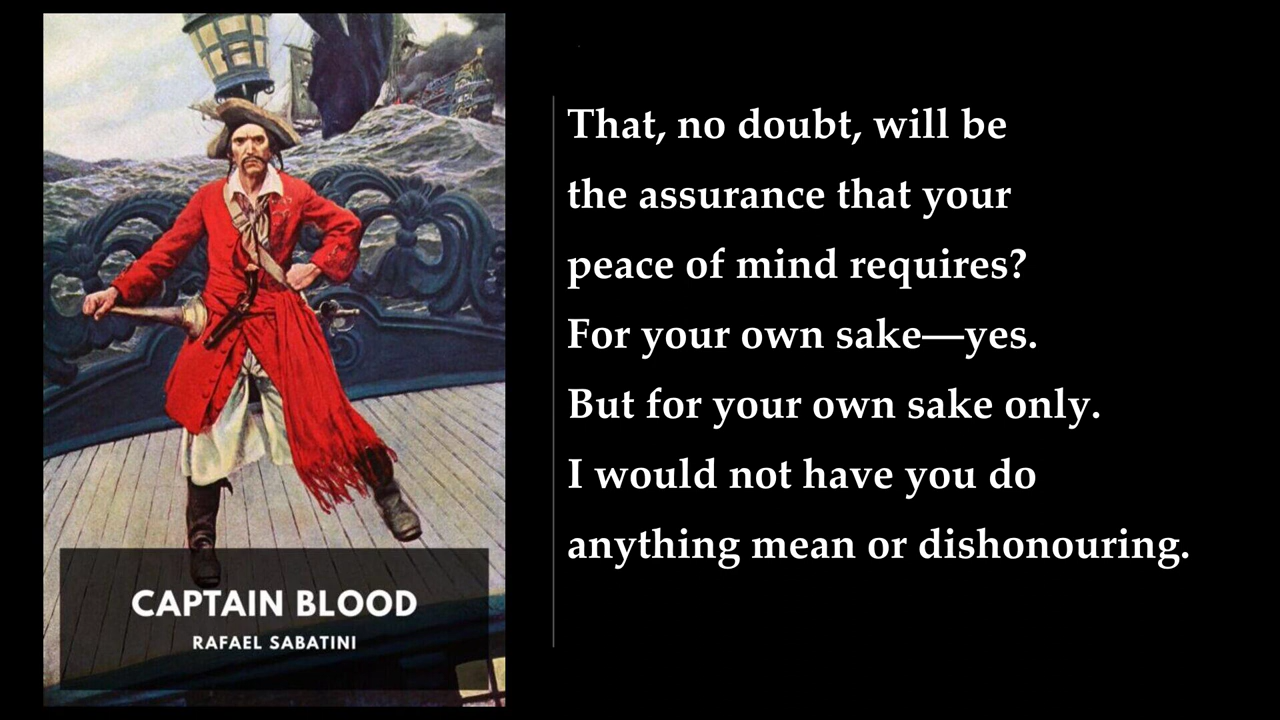 CAPTAIN BLOOD
RAFAEL SABATINI
That, no doubt, will be
the assurance that your
peace of mind requires?
For your own sake—yes.
But for your own sake only.
I would not have you do
anything mean or dishonouring.